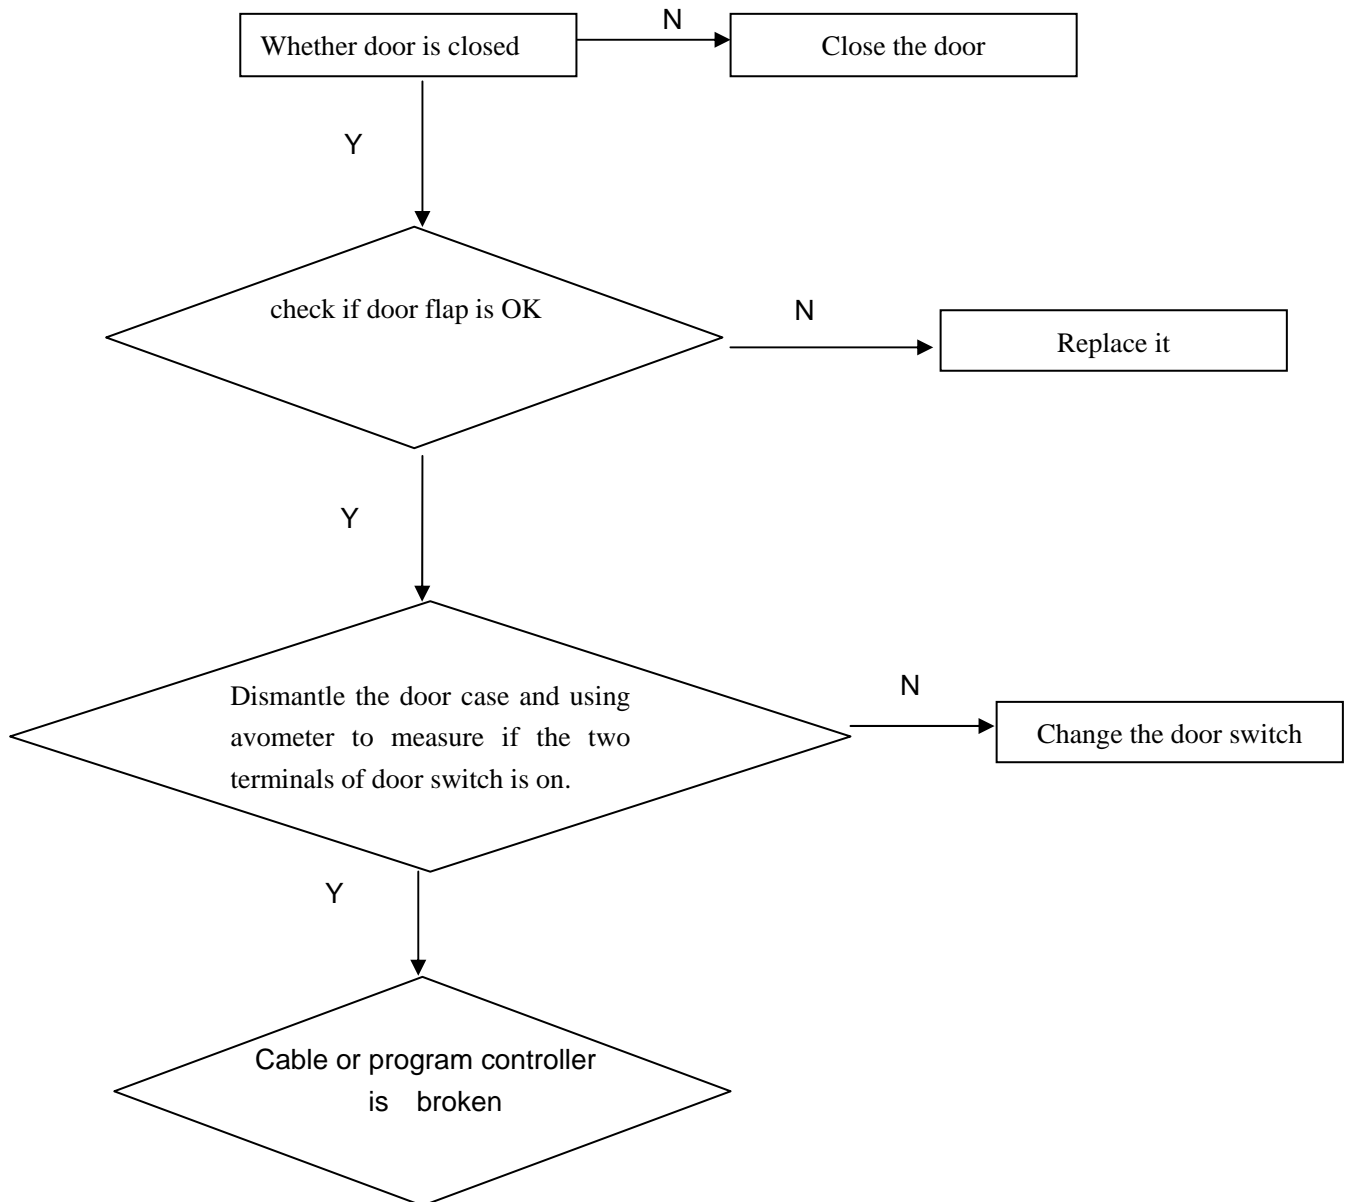 Whether door is closed
N
Close the door
Y
check if door flap is OK
N
Replace it
Y
Dismantle the door case and using
avometer to measure if the two
terminals of door switch is on.
N
Change the door switch
Y
Cable or program controller
is broken